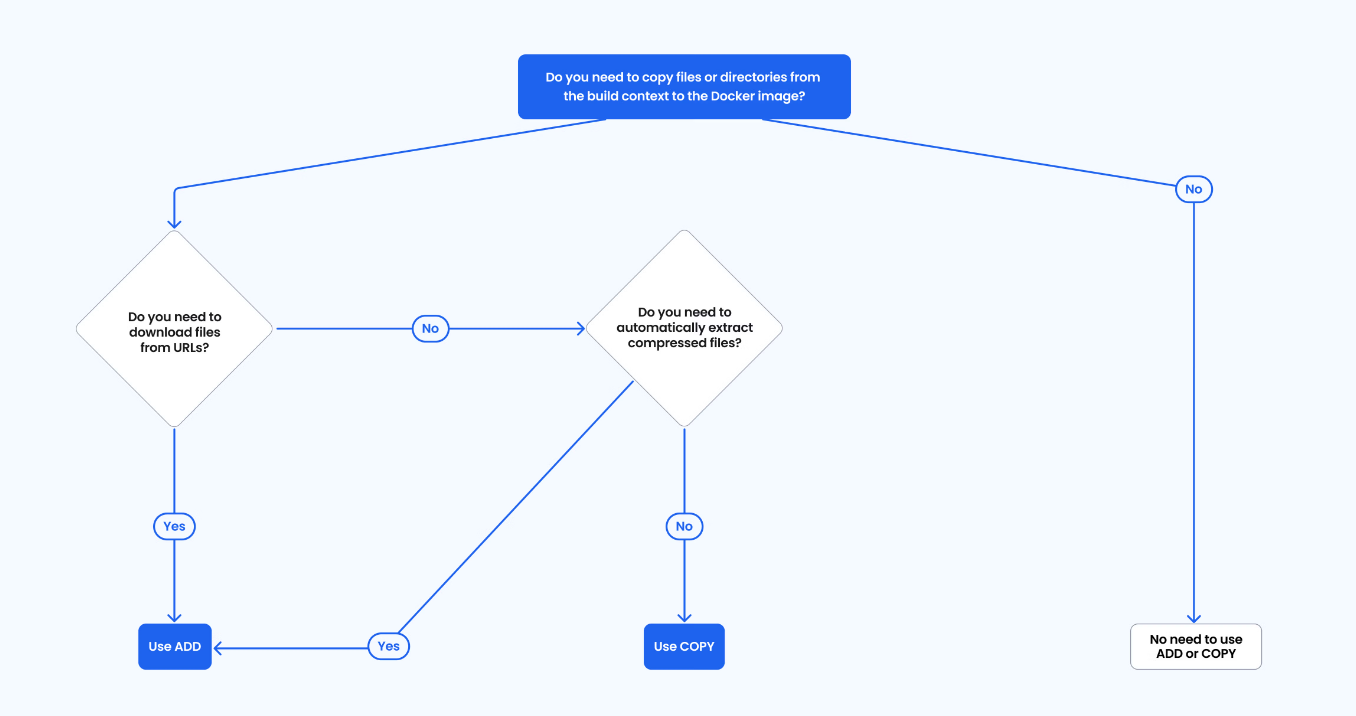 Do you need to copy files or directories from
the build context to the Docker image?
No
Do you need to
download files
from URLs?
No
Do you need to
automatically extract
compressed files?
Yes
No
Use ADD
Yes
Use COPY
No need to use
ADD or COPY